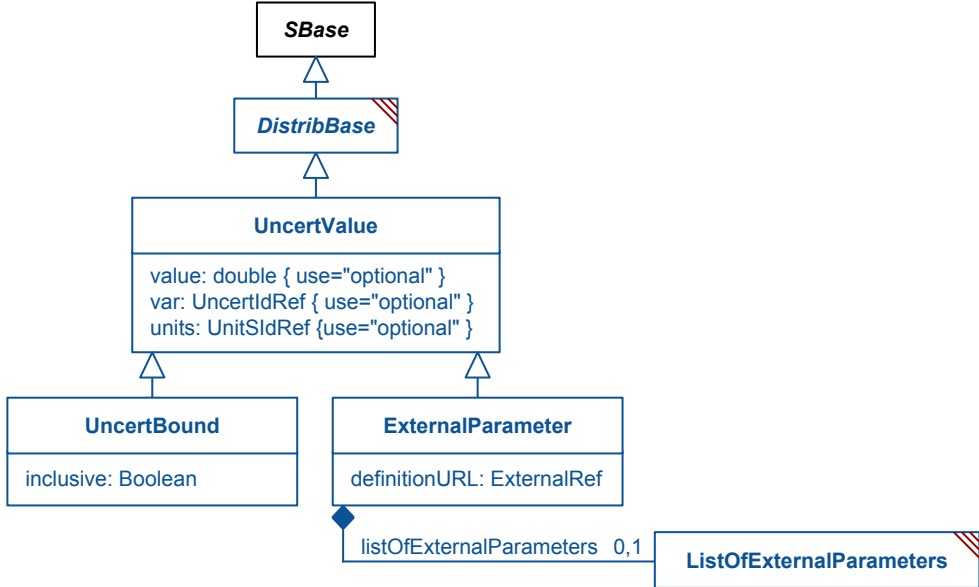 SBase
DistribBase
UncertValue
value: double { use="optional" }
var: UncertIdRef { use="optional" }
units: UnitSIdRef {use="optional" }
UncertBound
inclusive: Boolean
ExternalParameter
definitionURL: ExternalRef
listOfExternalParameters 0,1
ListOfExternalParameters